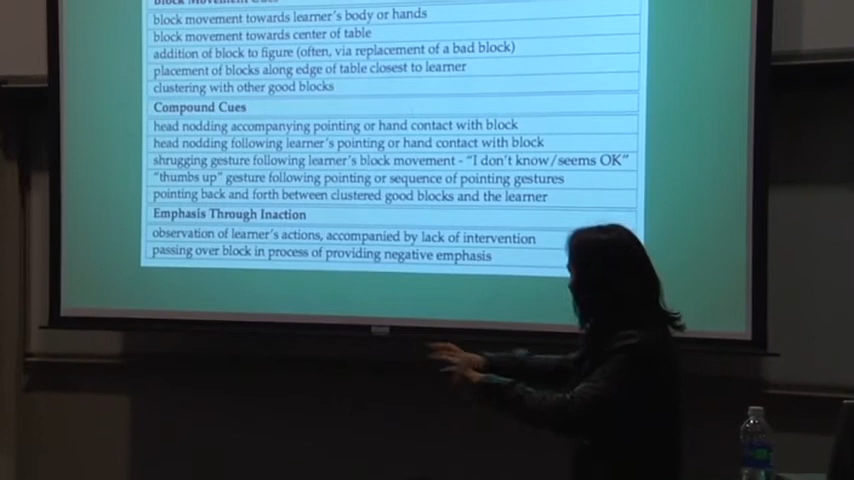 Block Movement Cues
block movement towards learner's body or hands
block movement towards center of table
addition of block to figure (often, via replacement of a bad block)
placement of blocks along edge of table closest to learner
clustering with other good blocks
Compound Cues
head nodding accompanying pointing or hand contact with block
head nodding following learner's pointing or hand contact with block
shrugging gesture following learner's block movement - "I don't know/seems OK"
"thumbs up" gesture following pointing or sequence of pointing gestures
pointing back and forth between clustered good blocks and the learner
Emphasis Through Inaction
observation of learner's actions, accompanied by lack of intervention
passing over block in process of providing negative emphasis